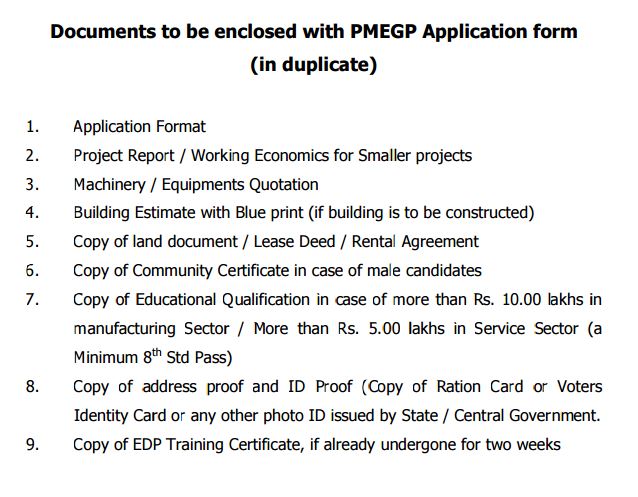 Documents to be enclosed with PMEGP Application form
(in duplicate)
1. Application Format
2. Project Report / Working Economics for Smaller projects
3. Machinery / Equipments Quotation
4. Building Estimate with Blue print (if building is to be constructed)
5. Copy of land document / Lease Deed / Rental Agreement
6. Copy of Community Certificate in case of male candidates
7. Copy of Educational Qualification in case of more than Rs. 10.00 lakhs in
manufacturing Sector / More than Rs. 5.00 lakhs in Service Sector (a
Minimum 8th Std Pass)
8. Copy of address proof and ID Proof (Copy of Ration Card or Voters
Identity Card or any other photo ID issued by State / Central Government.
9. Copy of EDP Training Certificate, if already undergone for two weeks